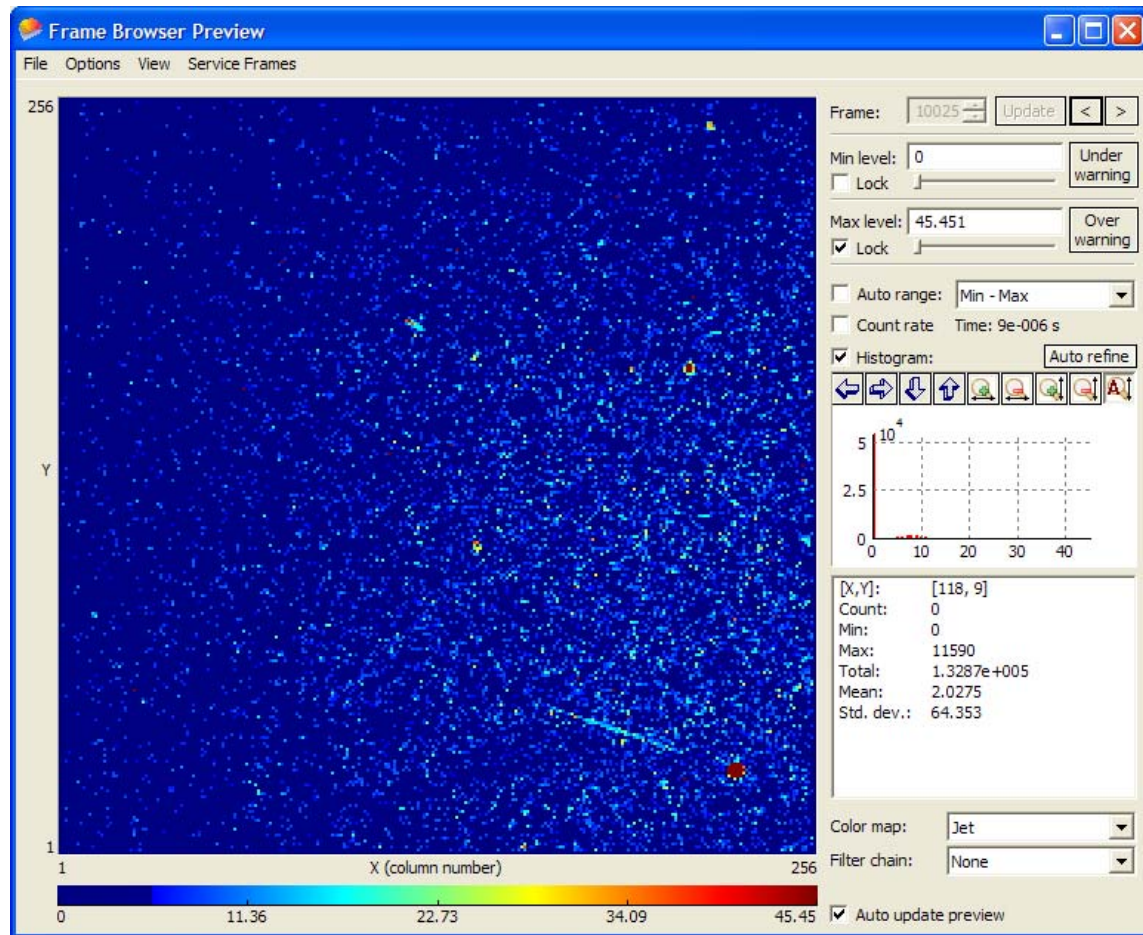 Frame Browser Preview
File Options View Service Frames
256
Y
1
1 X (column number) 256
0 11.36 22.73 34.09 45.45
Frame: 10025 Update < >
Min level: 0 Under warning
Lock
Max level: 45.451 Over warning
Lock
Auto range: Min - Max
Count rate Time: 9e-006 s
Histogram: Auto refine
A
5 10^4
2.5
0
0 10 20 30 40
[X,Y]: [118, 9]
Count: 0
Min: 0
Max: 11590
Total: 1.3287e+005
Mean: 2.0275
Std. dev.: 64.353
Color map: Jet
Filter chain: None
Auto update preview